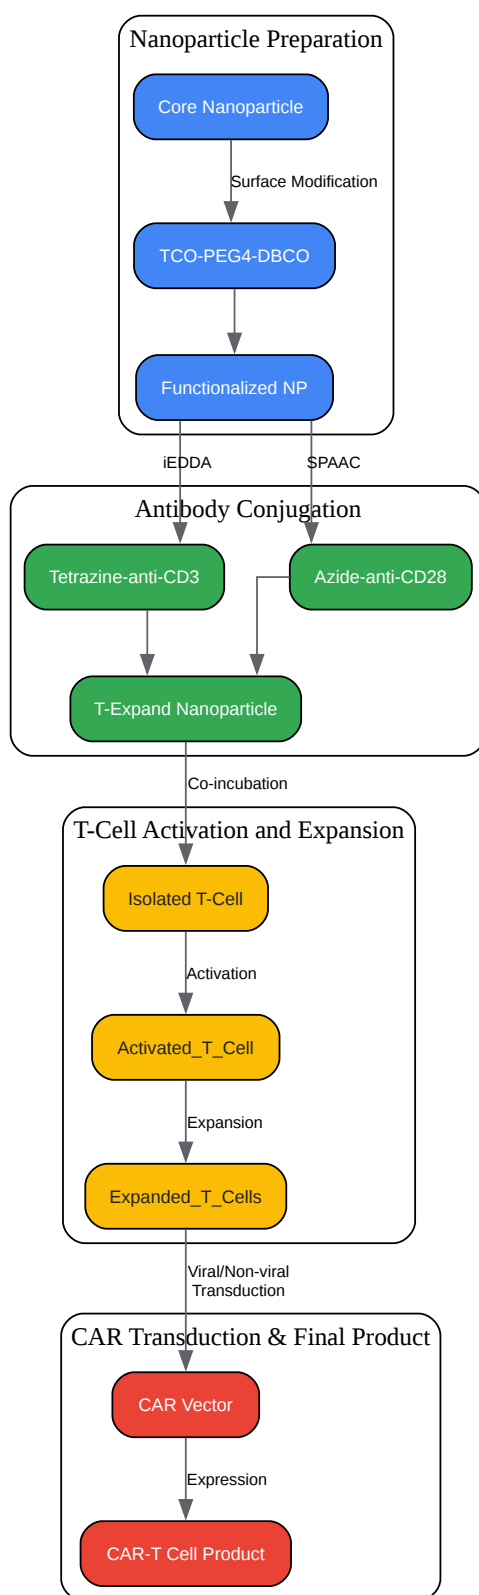 Nanoparticle Preparation
Core Nanoparticle
Surface Modification
TCO-PEG4-DBCO
Functionalized NP
iEDDA
SPAAC
Antibody Conjugation
Tetrazine-anti-CD3
Azide-anti-CD28
T-Expand Nanoparticle
Co-incubation
T-Cell Activation and Expansion
Isolated T-Cell
Activation
Activated_T_Cell
Expansion
Expanded_T_Cells
Viral/Non-viral
Transduction
CAR Transduction & Final Product
CAR Vector
Expression
CAR-T Cell Product